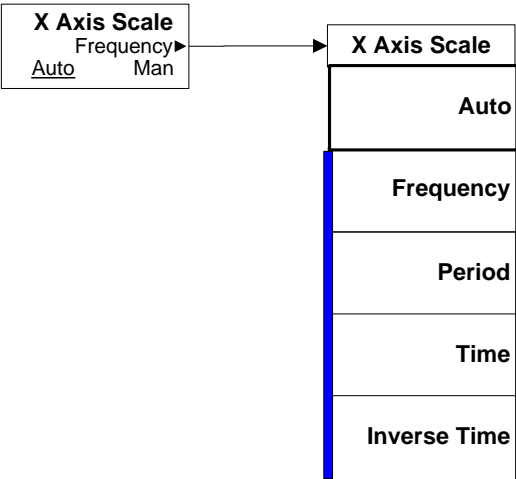 X Axis Scale
Frequency
Auto Man
X Axis Scale
Auto
Frequency
Period
Time
Inverse Time